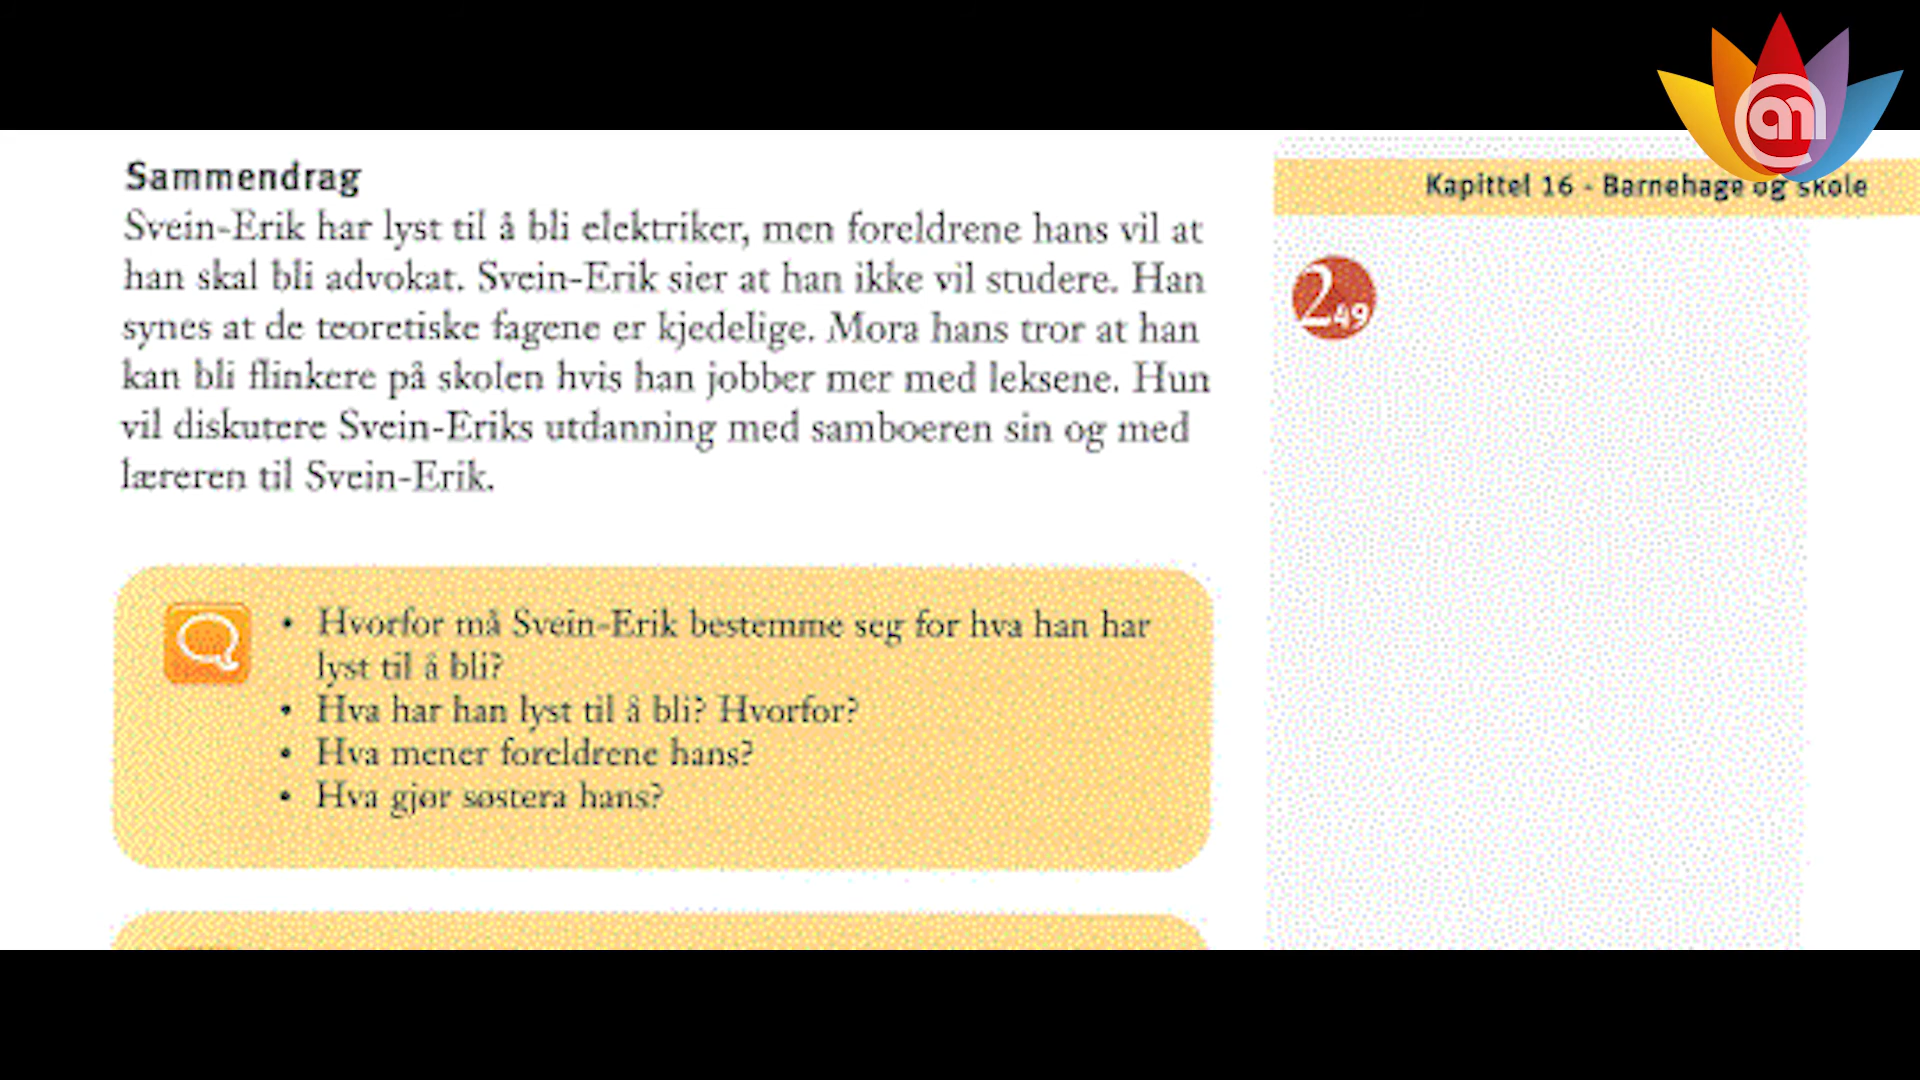 Sammendrag
Svein-Erik har lyst til å bli elektriker, men foreldrene hans vil at
han skal bli advokat. Svein-Erik sier at han ikke vil studere. Han
synes at de teoretiske fagene er kjedelige. Mora hans tror at han
kan bli flinkere på skolen hvis han jobber mer med leksene. Hun
vil diskutere Svein-Eriks utdanning med samboeren sin og med
læreren til Svein-Erik.
Kapittel 16 - Barnehage og skole
2 49
• Hvorfor må Svein-Erik bestemme seg for hva han har
lyst til å bli?
• Hva har han lyst til å bli? Hvorfor?
• Hva mener foreldrene hans?
• Hva gjør søstera hans?
an